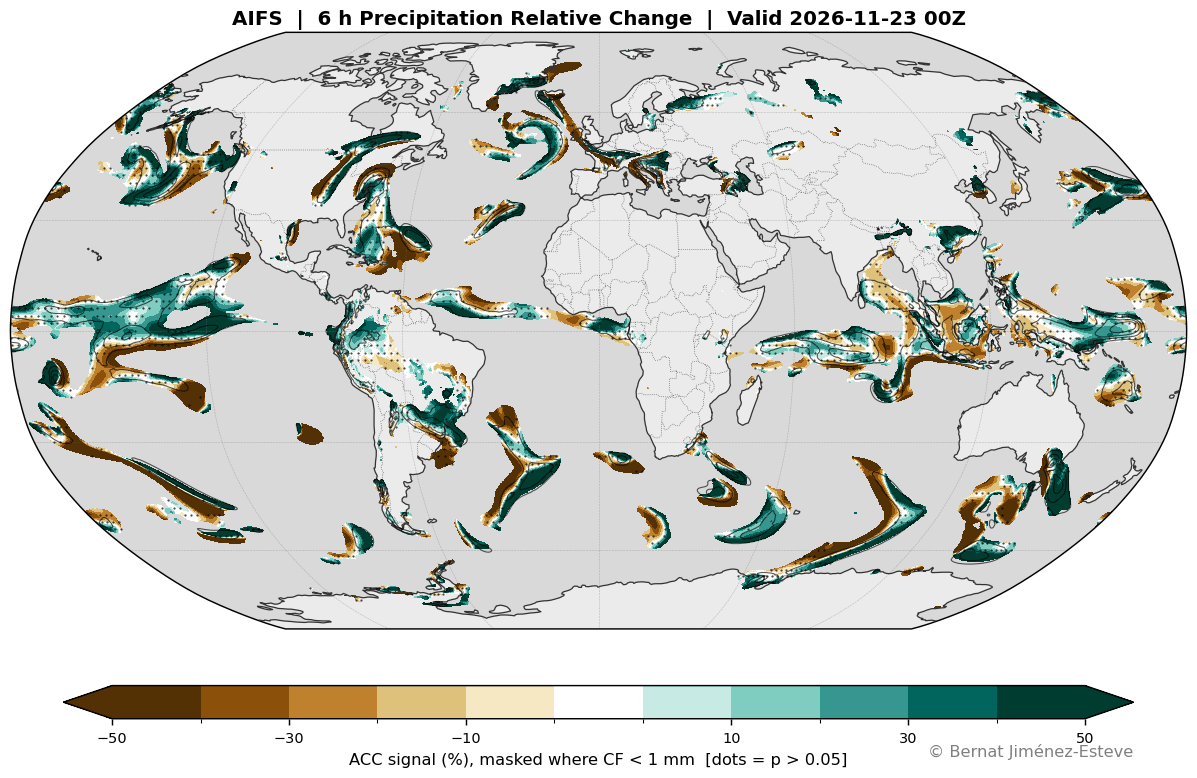 AIFS | 6 h Precipitation Relative Change | Valid 2026-11-23 00Z
−50 −30 −10 10 30 50
ACC signal (%), masked where CF < 1 mm [dots = p > 0.05]
© Bernat Jiménez-Esteve